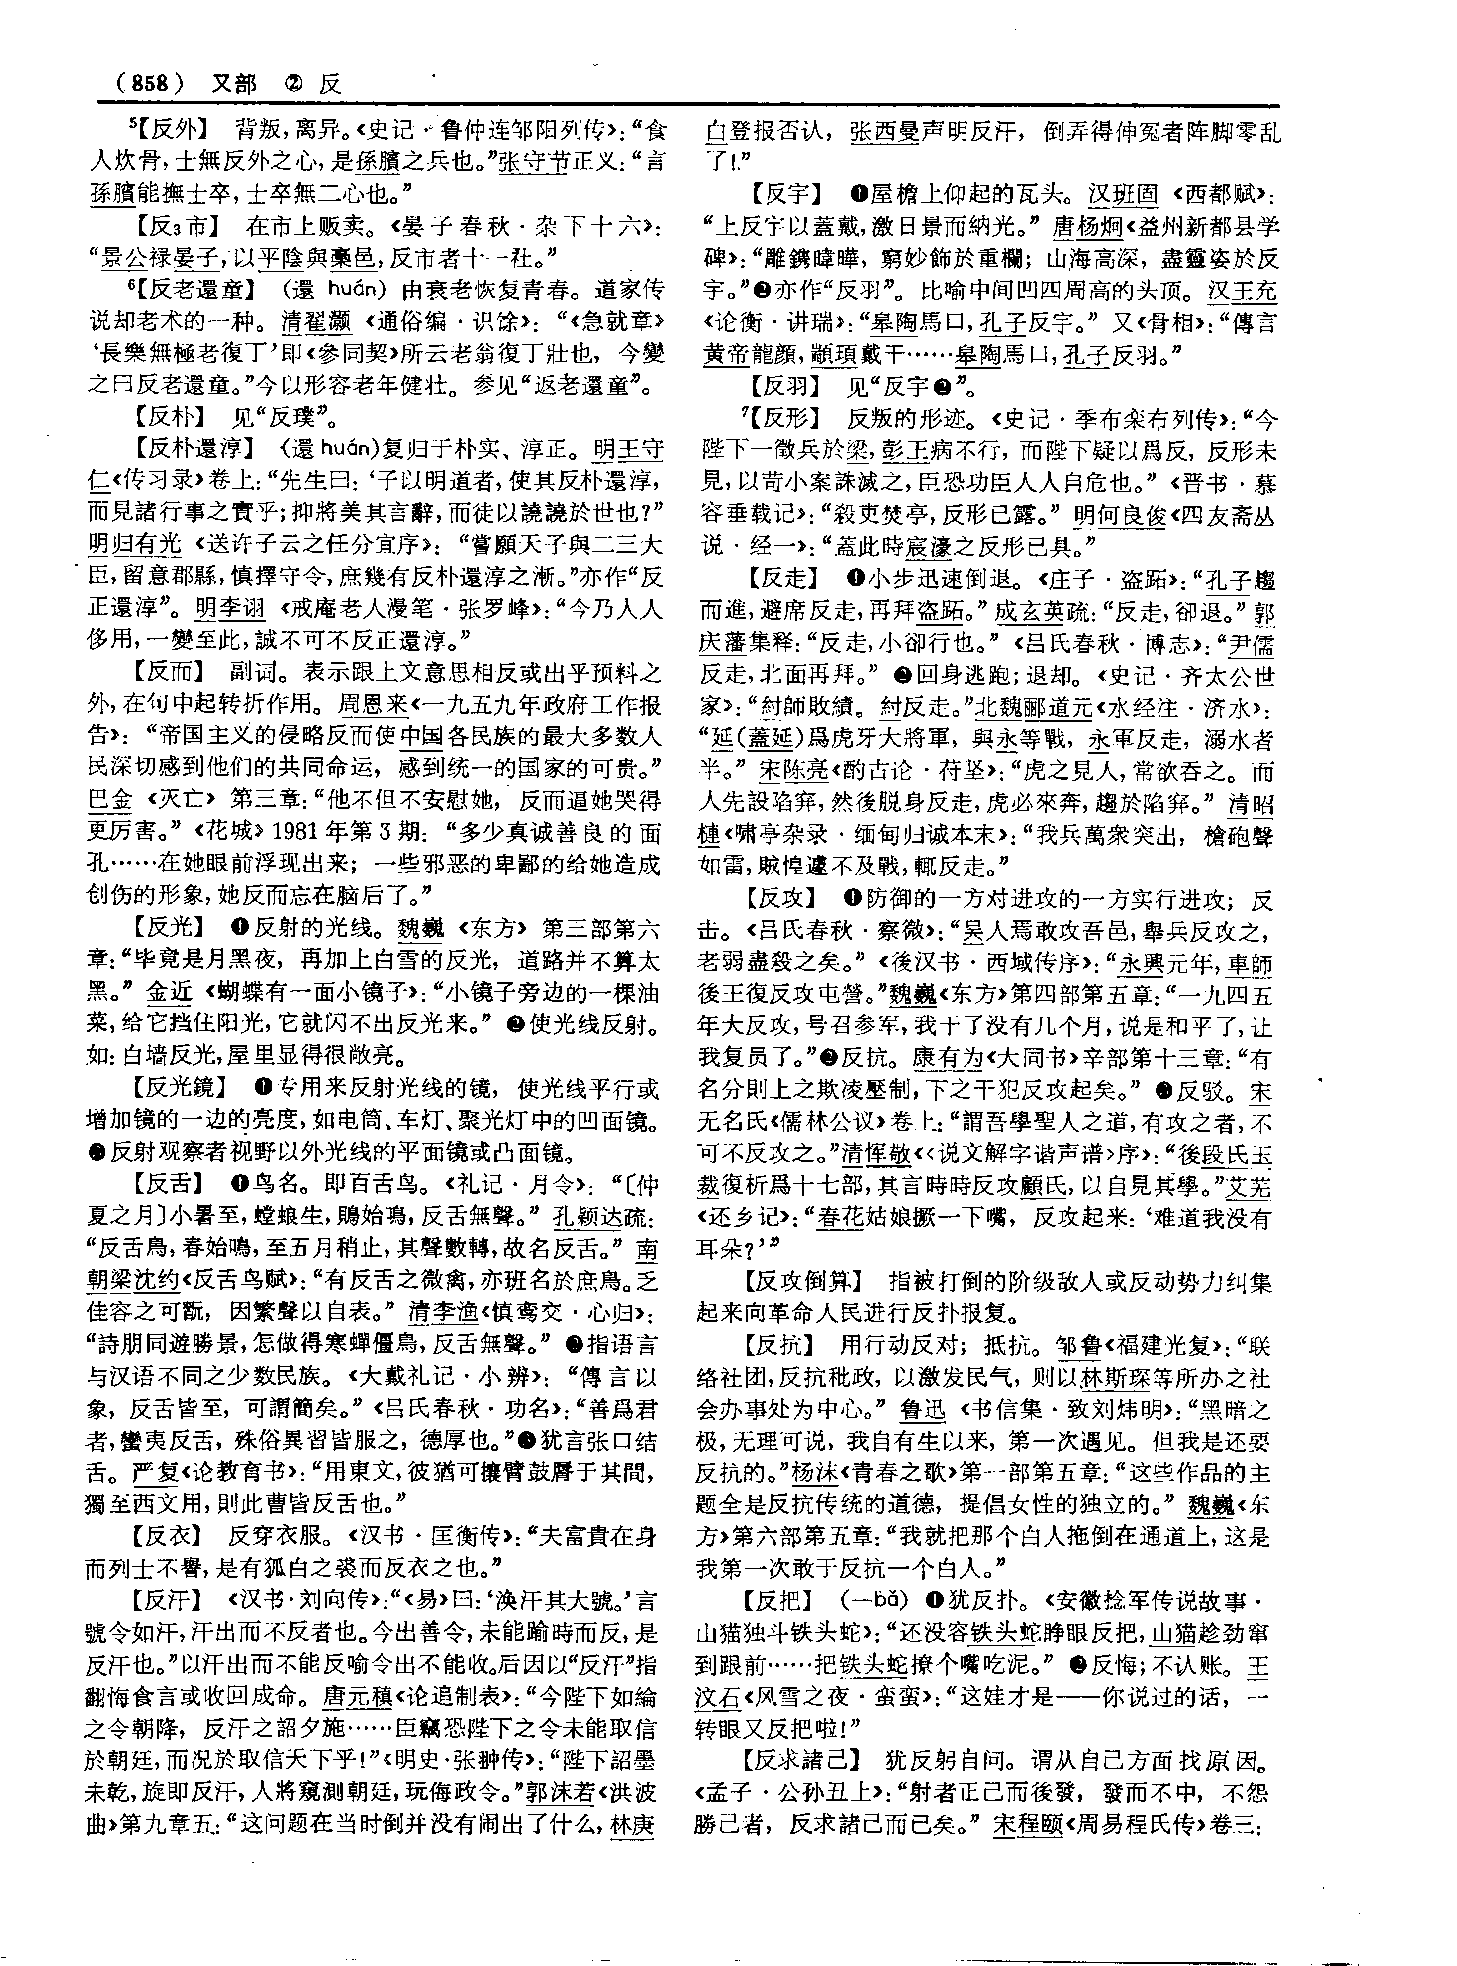 （858） 又部 ② 反
⁵【反外】 背叛，离异。《史记·鲁仲连邹阳列传》：“食
人炊骨，士無反外之心，是孫臏之兵也。”张守节正义：“言
孫臏能撫士卒，士卒無二心也。”
【反₃市】 在市上贩卖。《晏子春秋·杂下十六》：
“景公禄晏子，以平陰與槀邑，反市者十一社。”
⁶【反老還童】 （還 huán）由衰老恢复青春。道家传
说却老术的一种。清翟灏《通俗编·识馀》：“《急就章》
‘長樂無極老復丁’即《參同契》所云老翁復丁壯也，今變
之曰反老還童。”今以形容老年健壮。参见“返老還童”。
【反朴】 见“反璞”。
【反朴還淳】 （還 huán）复归于朴实、淳正。明王守
仁《传习录》卷上：“先生曰：‘子以明道者，使其反朴還淳，
而見諸行事之實乎；抑將美其言辭，而徒以譊譊於世也？”
明归有光《送许子云之任分宜序》：“嘗願天子與二三大
臣，留意郡縣，慎擇守令，庶幾有反朴還淳之漸。”亦作“反
正還淳”。明李诩《戒庵老人漫笔·张罗峰》：“今乃人人
侈用，一變至此，誠不可不反正還淳。”
【反而】 副词。表示跟上文意思相反或出乎预料之
外，在句中起转折作用。周恩来《一九五九年政府工作报
告》：“帝国主义的侵略反而使中国各民族的最大多数人
民深切感到他们的共同命运，感到统一的国家的可贵。”
巴金《灭亡》第三章：“他不但不安慰她，反而逼她哭得
更厉害。”《花城》1981年第3期：“多少真诚善良的面
孔……在她眼前浮现出来；一些邪恶的卑鄙的给她造成
创伤的形象，她反而忘在脑后了。”
【反光】 ❶反射的光线。魏巍《东方》第三部第六
章：“毕竟是月黑夜，再加上白雪的反光，道路并不算太
黑。”金近《蝴蝶有一面小镜子》：“小镜子旁边的一棵油
菜，给它挡住阳光，它就闪不出反光来。”❷使光线反射。
如：白墙反光，屋里显得很敞亮。
【反光鏡】 ❶专用来反射光线的镜，使光线平行或
增加镜的一边的亮度，如电筒、车灯、聚光灯中的凹面镜。
❷反射观察者视野以外光线的平面镜或凸面镜。
【反舌】 ❶鸟名。即百舌鸟。《礼记·月令》：“〔仲
夏之月〕小暑至，螳蜋生，鵙始鳴，反舌無聲。”孔颖达疏：
“反舌鳥，春始鳴，至五月稍止，其聲數轉，故名反舌。”南
朝梁沈约《反舌鸟赋》：“有反舌之微禽，亦班名於庶鳥。乏
佳容之可翫，因繁聲以自表。”清李渔《慎鸾交·心归》：
“詩朋同遊勝景，怎做得寒蟬僵鳥，反舌無聲。”❷指语言
与汉语不同之少数民族。《大戴礼记·小辨》：“傳言以
象，反舌皆至，可謂簡矣。”《吕氏春秋·功名》：“善爲君
者，蠻夷反舌，殊俗異習皆服之，德厚也。”❸犹言张口结
舌。严复《论教育书》：“用東文，彼猶可攘臂鼓脣于其間，
獨至西文用，則此曹皆反舌也。”
【反衣】 反穿衣服。《汉书·匡衡传》：“夫富貴在身
而列士不譽，是有狐白之裘而反衣之也。”
【反汗】 《汉书·刘向传》：“《易》曰：‘涣汗其大號。’言
號令如汗，汗出而不反者也。今出善令，未能踰時而反，是
反汗也。”以汗出而不能反喻令出不能收。后因以“反汗”指
翻悔食言或收回成命。唐元稹《论追制表》：“今陛下如綸
之令朝降，反汗之詔夕施……臣竊恐陛下之令未能取信
於朝廷，而況於取信天下乎！”《明史·张翀传》：“陛下詔墨
未乾，旋即反汗，人將窺測朝廷，玩侮政令。”郭沫若《洪波
曲》第九章五：“这问题在当时倒并没有闹出了什么，林庚
白登报否认，张西曼声明反汗，倒弄得伸冤者阵脚零乱
了！”
【反宇】 ❶屋檐上仰起的瓦头。汉班固《西都赋》：
“上反宇以蓋戴，激日景而納光。”唐杨炯《益州新都县学
碑》：“雕鎸暐曄，窮妙飾於重欄；山海高深，盡靈姿於反
宇。”❷亦作“反羽”。比喻中间凹四周高的头顶。汉王充
《论衡·讲瑞》：“臯陶馬口，孔子反宇。”又《骨相》：“傳言
黄帝龍顔，顓頊戴干……臯陶馬口，孔子反羽。”
【反羽】 见“反宇❷”。
⁷【反形】 反叛的形迹。《史记·季布栾布列传》：“今
陛下一徵兵於梁，彭王病不行，而陛下疑以爲反，反形未
見，以苛小案誅滅之，臣恐功臣人人自危也。”《晋书·慕
容垂载记》：“殺吏焚亭，反形已露。”明何良俊《四友斋丛
说·经一》：“蓋此時宸濠之反形已具。”
【反走】 ❶小步迅速倒退。《庄子·盗跖》：“孔子趨
而進，避席反走，再拜盗跖。”成玄英疏：“反走，卻退。”郭
庆藩集释：“反走，小卻行也。”《吕氏春秋·博志》：“尹儒
反走，北面再拜。”❷回身逃跑；退却。《史记·齐太公世
家》：“紂師敗績。紂反走。”北魏郦道元《水经注·济水》：
“延（蓋延）爲虎牙大將軍，與永等戰，永軍反走，溺水者
半。”宋陈亮《酌古论·苻坚》：“虎之見人，常欲吞之。而
人先設陷穽，然後脱身反走，虎必來奔，趨於陷穽。”清昭
槤《啸亭杂录·缅甸归诚本末》：“我兵萬衆突出，槍砲聲
如雷，贼惶遽不及戰，輒反走。”
【反攻】 ❶防御的一方对进攻的一方实行进攻；反
击。《吕氏春秋·察微》：“吴人焉敢攻吾邑，舉兵反攻之，
老弱盡殺之矣。”《後汉书·西域传序》：“永興元年，車師
後王復反攻屯營。”魏巍《东方》第四部第五章：“一九四五
年大反攻，号召参军，我干了没有几个月，说是和平了，让
我复员了。”❷反抗。康有为《大同书》辛部第十三章：“有
名分則上之欺凌壓制，下之干犯反攻起矣。”❸反驳。宋
无名氏《儒林公议》卷上：“謂吾學聖人之道，有攻之者，不
可不反攻之。”清恽敬《〈说文解字谐声谱〉序》：“後段氏玉
裁復析爲十七部，其言時時反攻顧氏，以自見其學。”艾芜
《还乡记》：“春花姑娘撅一下嘴，反攻起来：‘难道我没有
耳朵？’”
【反攻倒算】 指被打倒的阶级敌人或反动势力纠集
起来向革命人民进行反扑报复。
【反抗】 用行动反对；抵抗。邹鲁《福建光复》：“联
络社团，反抗秕政，以激发民气，则以林斯琛等所办之社
会办事处为中心。”鲁迅《书信集·致刘炜明》：“黑暗之
极，无理可说，我自有生以来，第一次遇见。但我是还要
反抗的。”杨沫《青春之歌》第一部第五章：“这些作品的主
题全是反抗传统的道德，提倡女性的独立的。”魏巍《东
方》第六部第五章：“我就把那个白人拖倒在通道上，这是
我第一次敢于反抗一个白人。”
【反把】 （—bǎ）❶犹反扑。《安徽捻军传说故事·
山猫独斗铁头蛇》：“还没容铁头蛇睁眼反把，山猫趁劲窜
到跟前……把铁头蛇撩个嘴吃泥。”❷反悔；不认账。王
汶石《风雪之夜·蛮蛮》：“这娃才是——你说过的话，一
转眼又反把啦！”
【反求諸己】 犹反躬自问。谓从自己方面找原因。
《孟子·公孙丑上》：“射者正己而後發，發而不中，不怨
勝己者，反求諸己而已矣。”宋程颐《周易程氏传》卷三：